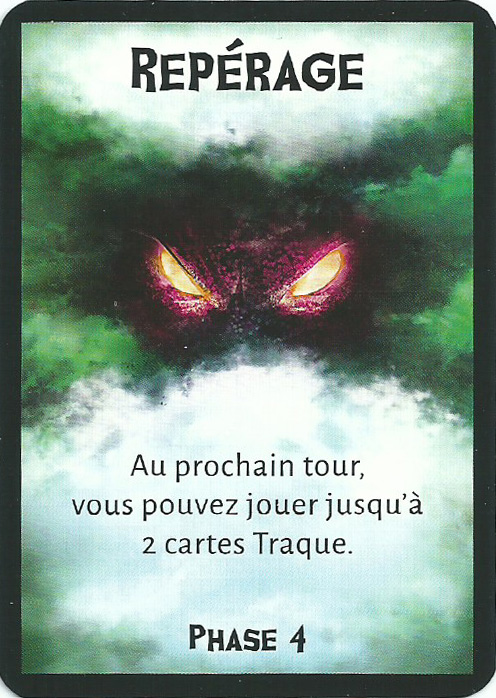 Repérage
Au prochain tour,
vous pouvez jouer jusqu'à
2 cartes Traque.
Phase 4